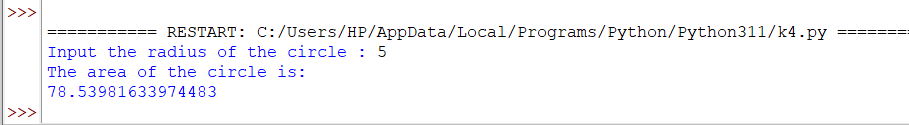 >>>
=========== RESTART: C:/Users/HP/AppData/Local/Programs/Python/Python311/k4.py =======
Input the radius of the circle : 5
The area of the circle is:
78.53981633974483
>>>